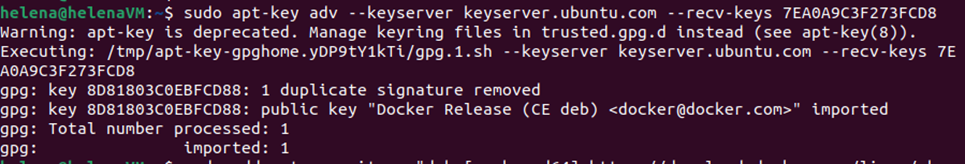 helena@helenaVM:~$ sudo apt-key adv --keyserver keyserver.ubuntu.com --recv-keys 7EA0A9C3F273FCD8
Warning: apt-key is deprecated. Manage keyring files in trusted.gpg.d instead (see apt-key(8)).
Executing: /tmp/apt-key-gpghome.yDP9tY1kTi/gpg.1.sh --keyserver keyserver.ubuntu.com --recv-keys 7E
A0A9C3F273FCD8
gpg: key 8D81803C0EBFCD88: 1 duplicate signature removed
gpg: key 8D81803C0EBFCD88: public key "Docker Release (CE deb) <docker@docker.com>" imported
gpg: Total number processed: 1
gpg:               imported: 1